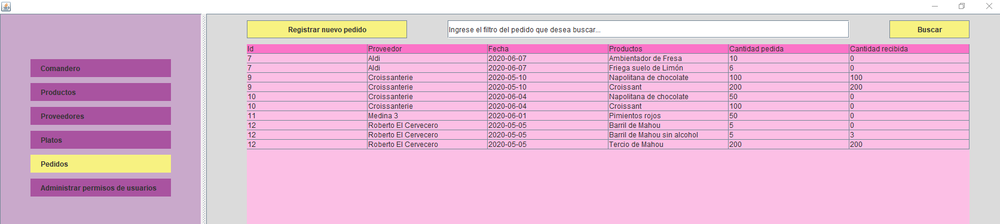 Registrar nuevo pedido Ingrese el filtro del pedido que desea buscar... Buscar
Comandero
Productos
Proveedores
Platos
Pedidos
Administrar permisos de usuarios
Id Proveedor Fecha Productos Cantidad pedida Cantidad recibida
7 Aldi 2020-06-07 Ambientador de Fresa 10 0
7 Aldi 2020-06-07 Friega suelo de Limón 6 0
9 Croissanterie 2020-05-10 Napolitana de chocolate 100 100
9 Croissanterie 2020-05-10 Croissant 200 200
10 Croissanterie 2020-06-04 Napolitana de chocolate 50 0
10 Croissanterie 2020-06-04 Croissant 100 0
11 Medina 3 2020-06-01 Pimientos rojos 50 0
12 Roberto El Cervecero 2020-05-05 Barril de Mahou 5 0
12 Roberto El Cervecero 2020-05-05 Barril de Mahou sin alcohol 5 3
12 Roberto El Cervecero 2020-05-05 Tercio de Mahou 200 200